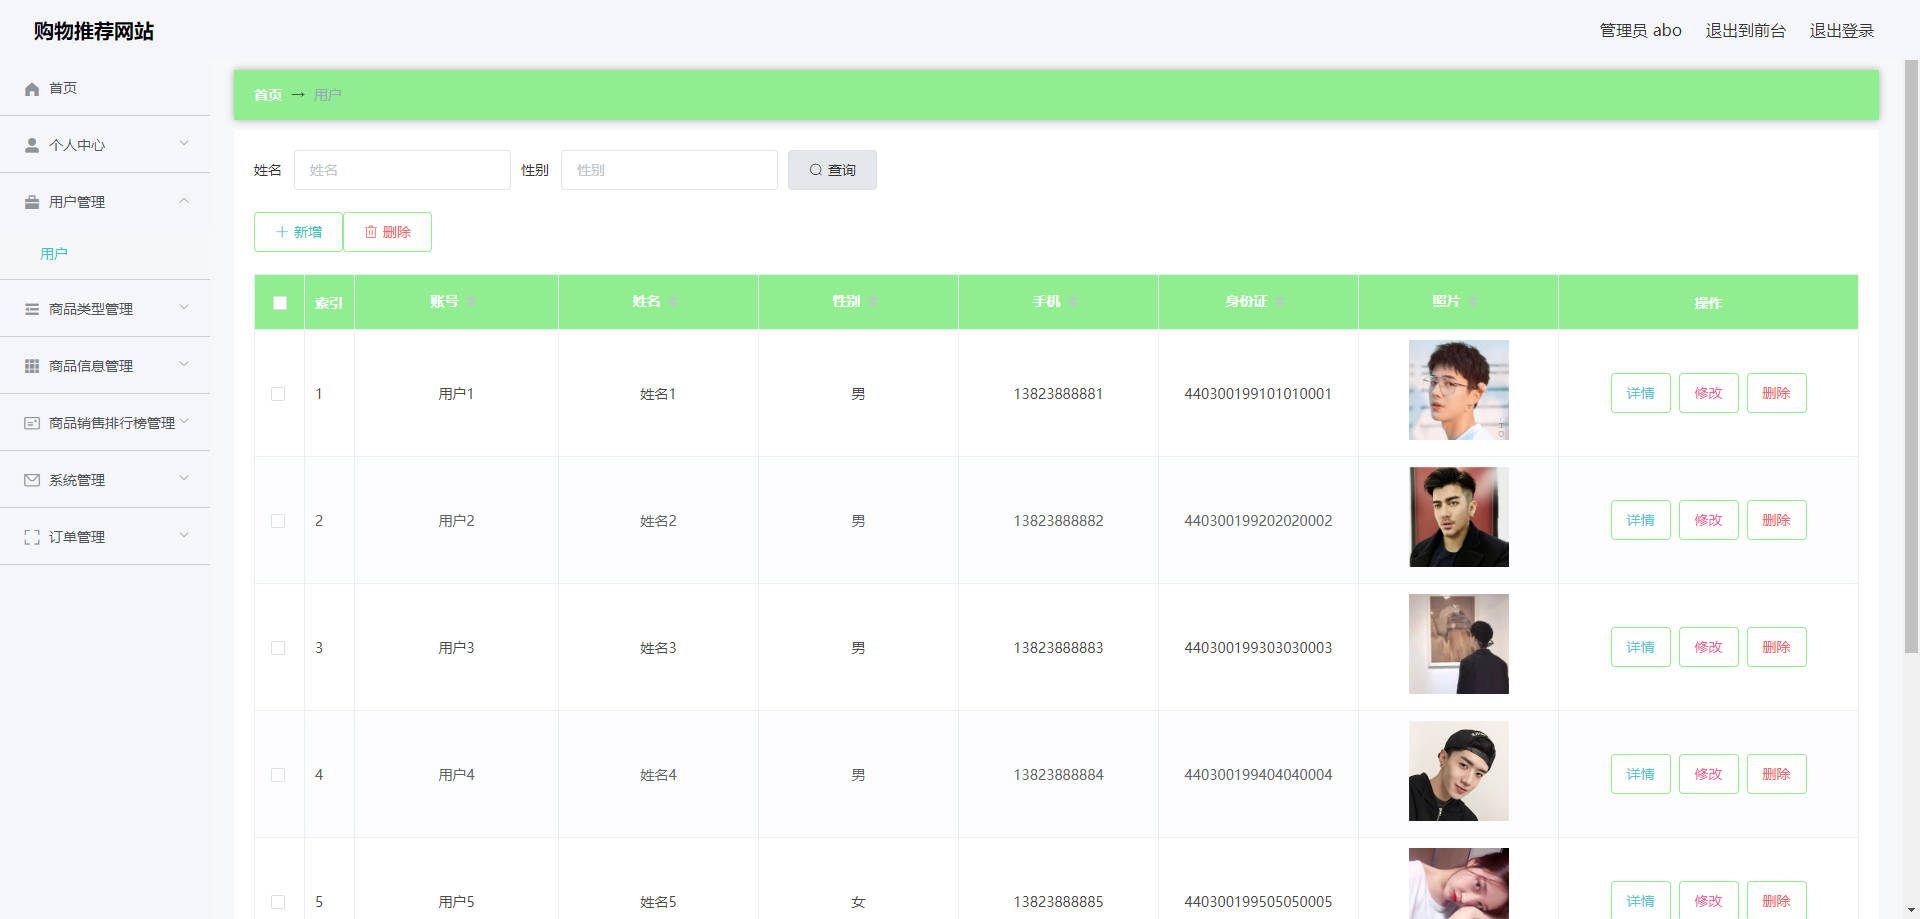 购物推荐网站
管理员 abo 退出到前台 退出登录
首页
个人中心
用户管理
用户
商品类型管理
商品信息管理
商品销售排行榜管理
系统管理
订单管理
首页 → 用户
姓名 姓名 性别 性别 查询
新增 删除
索引 账号 姓名 性别 手机 身份证 照片 操作
1 用户1 姓名1 男 13823888881 440300199101010001 详情 修改 删除
2 用户2 姓名2 男 13823888882 440300199202020002 详情 修改 删除
3 用户3 姓名3 男 13823888883 440300199303030003 详情 修改 删除
4 用户4 姓名4 男 13823888884 440300199404040004 详情 修改 删除
5 用户5 姓名5 女 13823888885 440300199505050005 详情 修改 删除